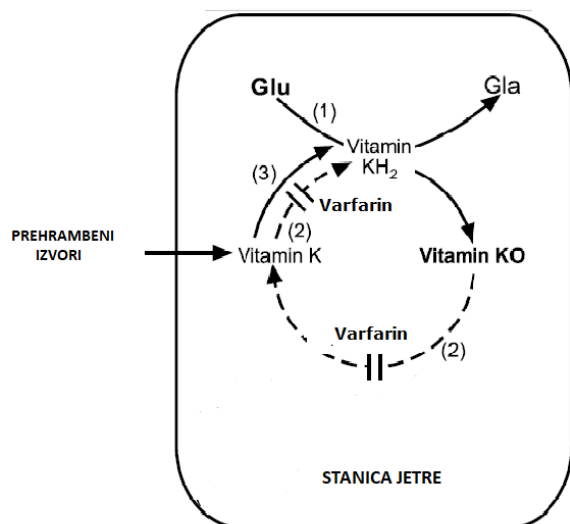 Glu
Gla
(1)
Vitamin
KH₂
(3)
Varfarin
(2)
PREHRAMBENI
IZVORI
Vitamin K
Vitamin KO
Varfarin
(2)
STANICA JETRE